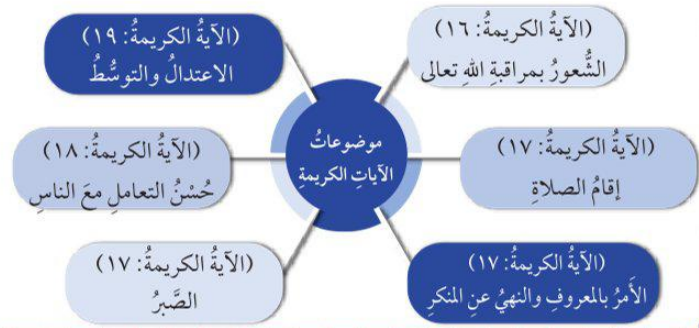 موضوعاتُ
الآياتِ الكريمةِ
(الآيةُ الكريمةُ: ١٦)
الشُّعورُ بمراقبةِ اللهِ تعالى
(الآيةُ الكريمةُ: ١٧)
إقامُ الصلاةِ
(الآيةُ الكريمةُ: ١٧)
الأَمرُ بالمعروفِ والنهيُ عنِ المنكرِ
(الآيةُ الكريمةُ: ١٧)
الصَّبرُ
(الآيةُ الكريمةُ: ١٨)
حُسْنُ التعاملِ معَ الناسِ
(الآيةُ الكريمةُ: ١٩)
الاعتدالُ والتوسُّطُ